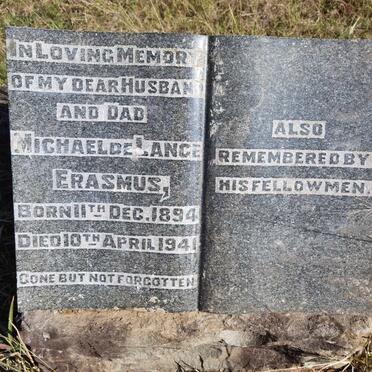 IN LOVING MEMORY
OF MY DEAR HUSBAND
AND DAD
MICHAEL DE LANGE
ERASMUS,
BORN 11TH DEC. 1894
DIED 10TH APRIL 1941
GONE BUT NOT FORGOTTEN
ALSO
REMEMBERED BY
HIS FELLOWMEN.